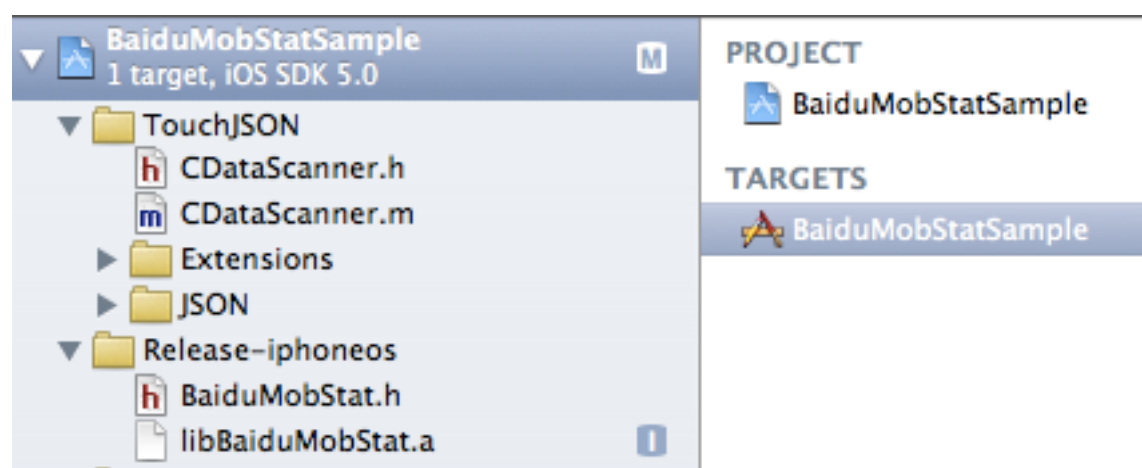 BaiduMobStatSample
M
1 target, iOS SDK 5.0
TouchJSON
h CDataScanner.h
m CDataScanner.m
Extensions
JSON
Release-iphoneos
h BaiduMobStat.h
libBaiduMobStat.a
I
PROJECT
BaiduMobStatSample
TARGETS
BaiduMobStatSample